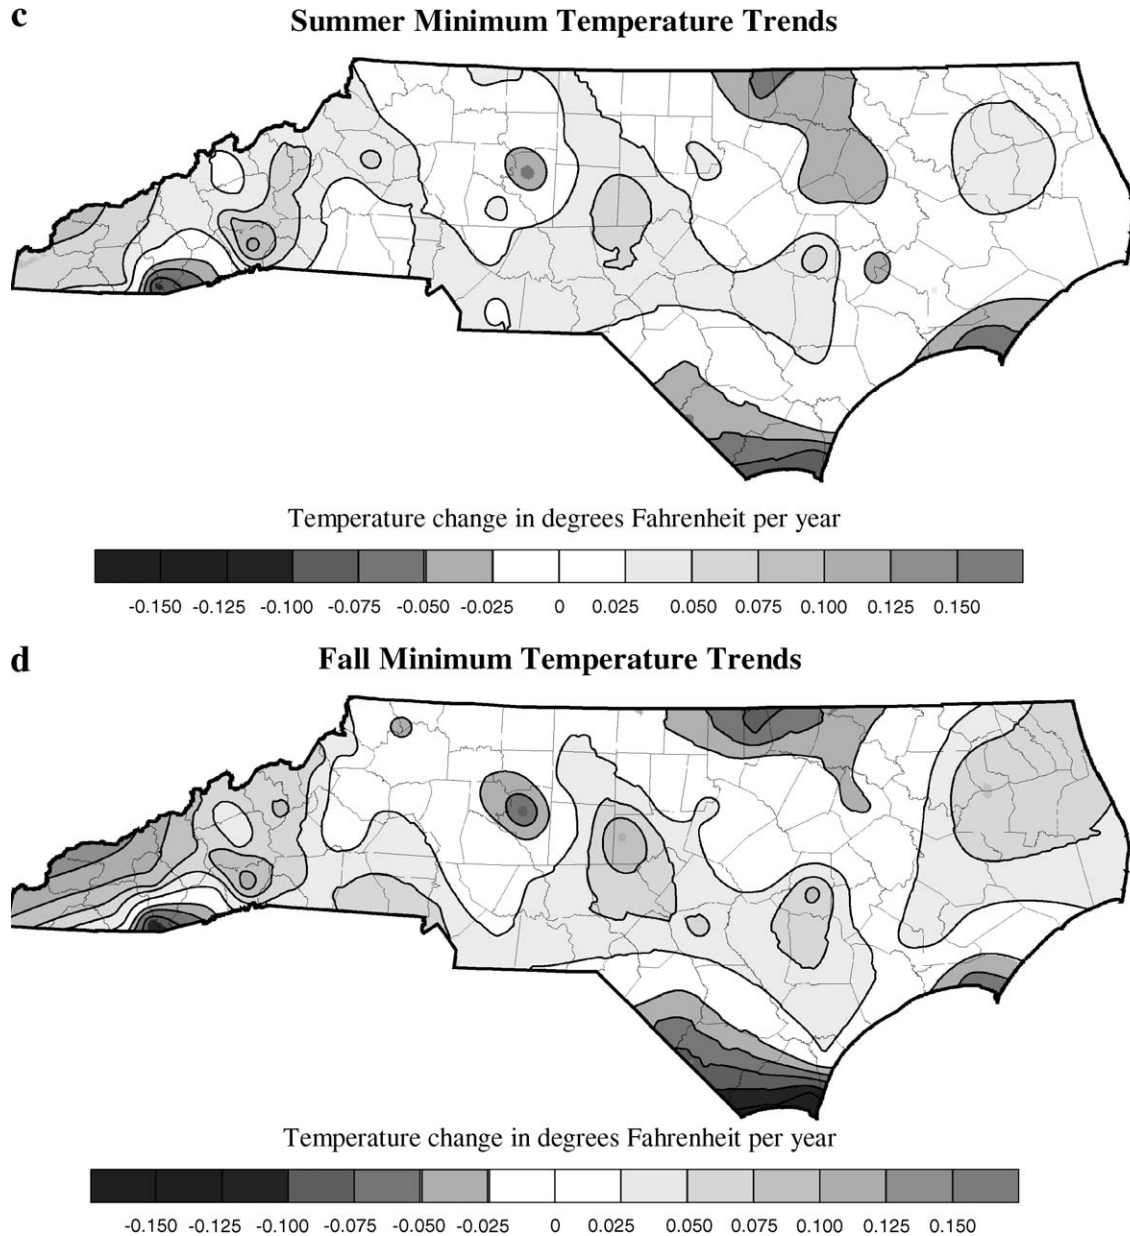 c
Summer Minimum Temperature Trends
Temperature change in degrees Fahrenheit per year
-0.150 -0.125 -0.100 -0.075 -0.050 -0.025 0 0.025 0.050 0.075 0.100 0.125 0.150
d
Fall Minimum Temperature Trends
Temperature change in degrees Fahrenheit per year
-0.150 -0.125 -0.100 -0.075 -0.050 -0.025 0 0.025 0.050 0.075 0.100 0.125 0.150